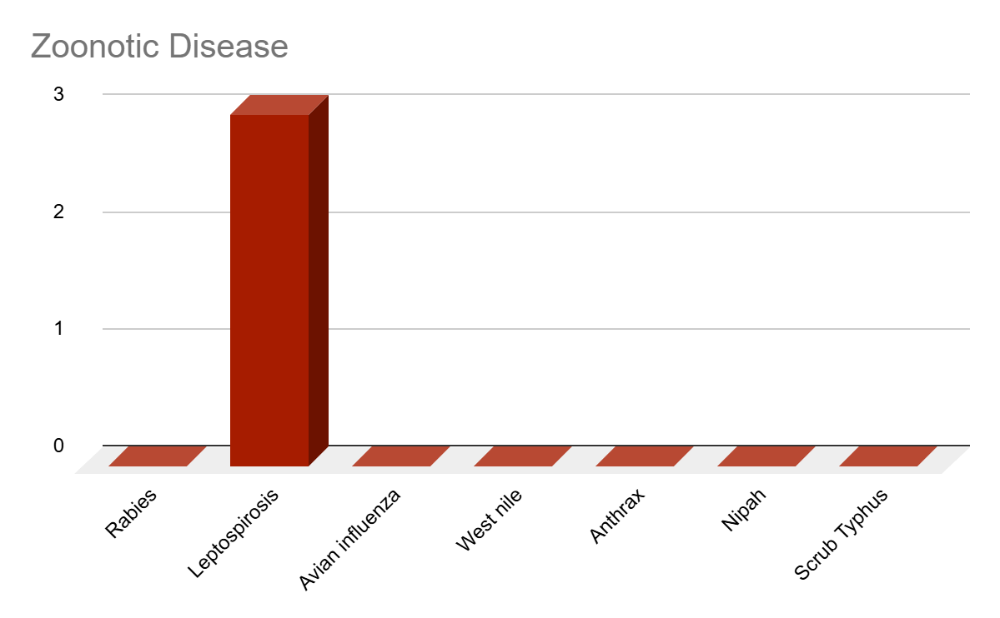 Zoonotic Disease
3
2
1
0
Rabies
Leptospirosis
Avian influenza
West nile
Anthrax
Nipah
Scrub Typhus